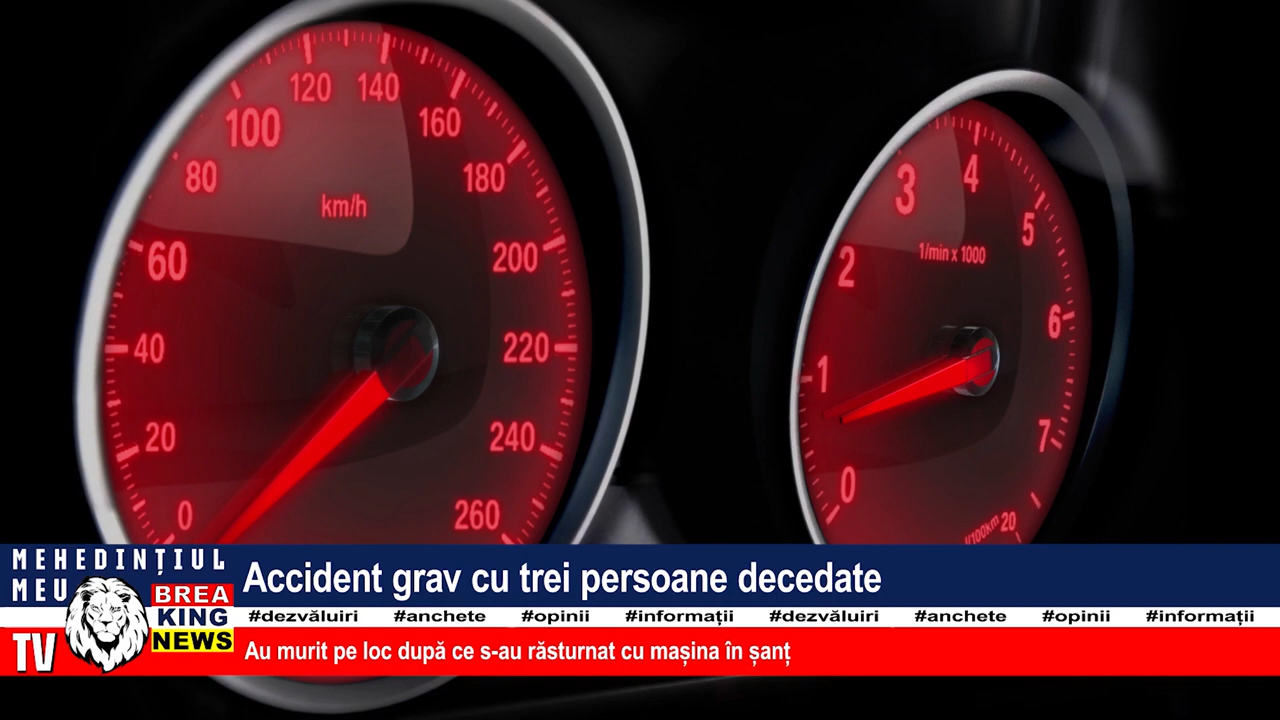 120 140
100 160
80 180
km/h
60 200
40 220
20 240
0 260
3 4
5
1/min x 1000
2
6
1
7
0
l/100km 20
MEHEDINȚIUL
MEU
TV
BREA
KING
NEWS
Accident grav cu trei persoane decedate
#dezvăluiri #anchete #opinii #informații #dezvăluiri #anchete #opinii #informații
Au murit pe loc după ce s-au răsturnat cu mașina în șanț